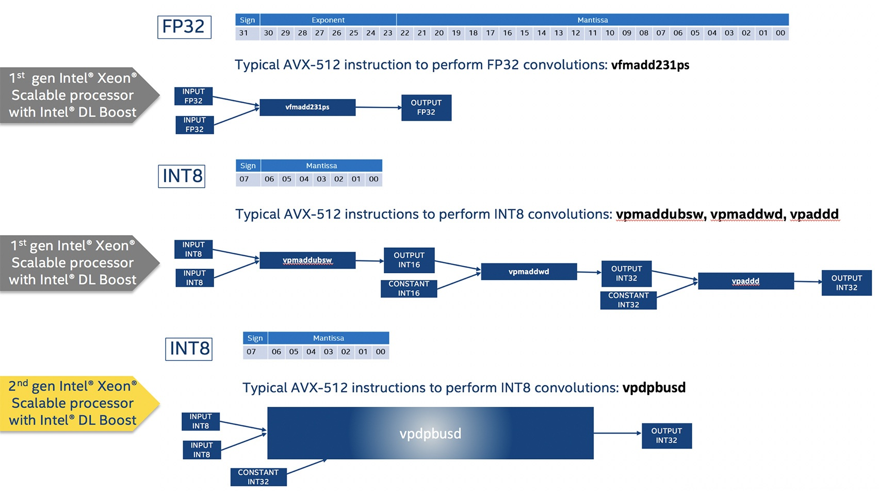 FP32
Sign Exponent Mantissa
31 30 29 28 27 26 25 24 23 22 21 20 19 18 17 16 15 14 13 12 11 10 09 08 07 06 05 04 03 02 01 00
Typical AVX-512 instruction to perform FP32 convolutions: vfmadd231ps
1st gen Intel® Xeon®
Scalable processor
with Intel® DL Boost
INPUT
FP32
INPUT
FP32
vfmadd231ps
OUTPUT
FP32
INT8
Sign Mantissa
07 06 05 04 03 02 01 00
Typical AVX-512 instructions to perform INT8 convolutions: vpmaddubsw, vpmaddwd, vpaddd
1st gen Intel® Xeon®
Scalable processor
with Intel® DL Boost
INPUT
INT8
INPUT
INT8
vpmaddubsw
OUTPUT
INT16
CONSTANT
INT16
vpmaddwd
OUTPUT
INT32
CONSTANT
INT32
vpaddd
OUTPUT
INT32
INT8
Sign Mantissa
07 06 05 04 03 02 01 00
Typical AVX-512 instructions to perform INT8 convolutions: vpdpbusd
2nd gen Intel® Xeon®
Scalable processor
with Intel® DL Boost
INPUT
INT8
INPUT
INT8
CONSTANT
INT32
vpdpbusd
OUTPUT
INT32